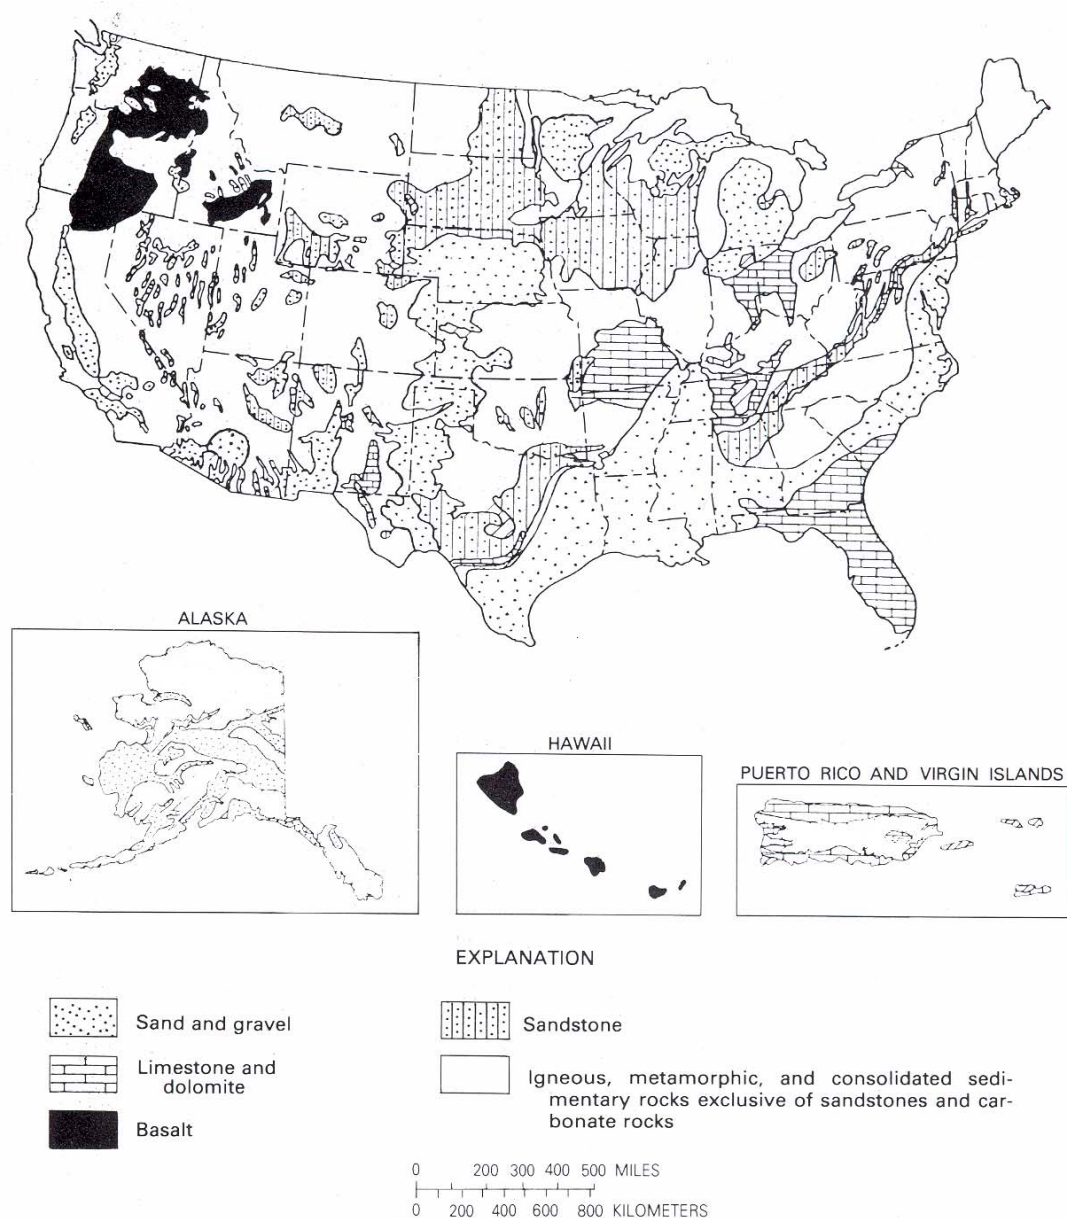 ALASKA
HAWAII
PUERTO RICO AND VIRGIN ISLANDS
EXPLANATION
Sand and gravel
Limestone and
dolomite
Basalt
Sandstone
Igneous, metamorphic, and consolidated sedi-
mentary rocks exclusive of sandstones and car-
bonate rocks
0 200 300 400 500 MILES
0 200 400 600 800 KILOMETERS